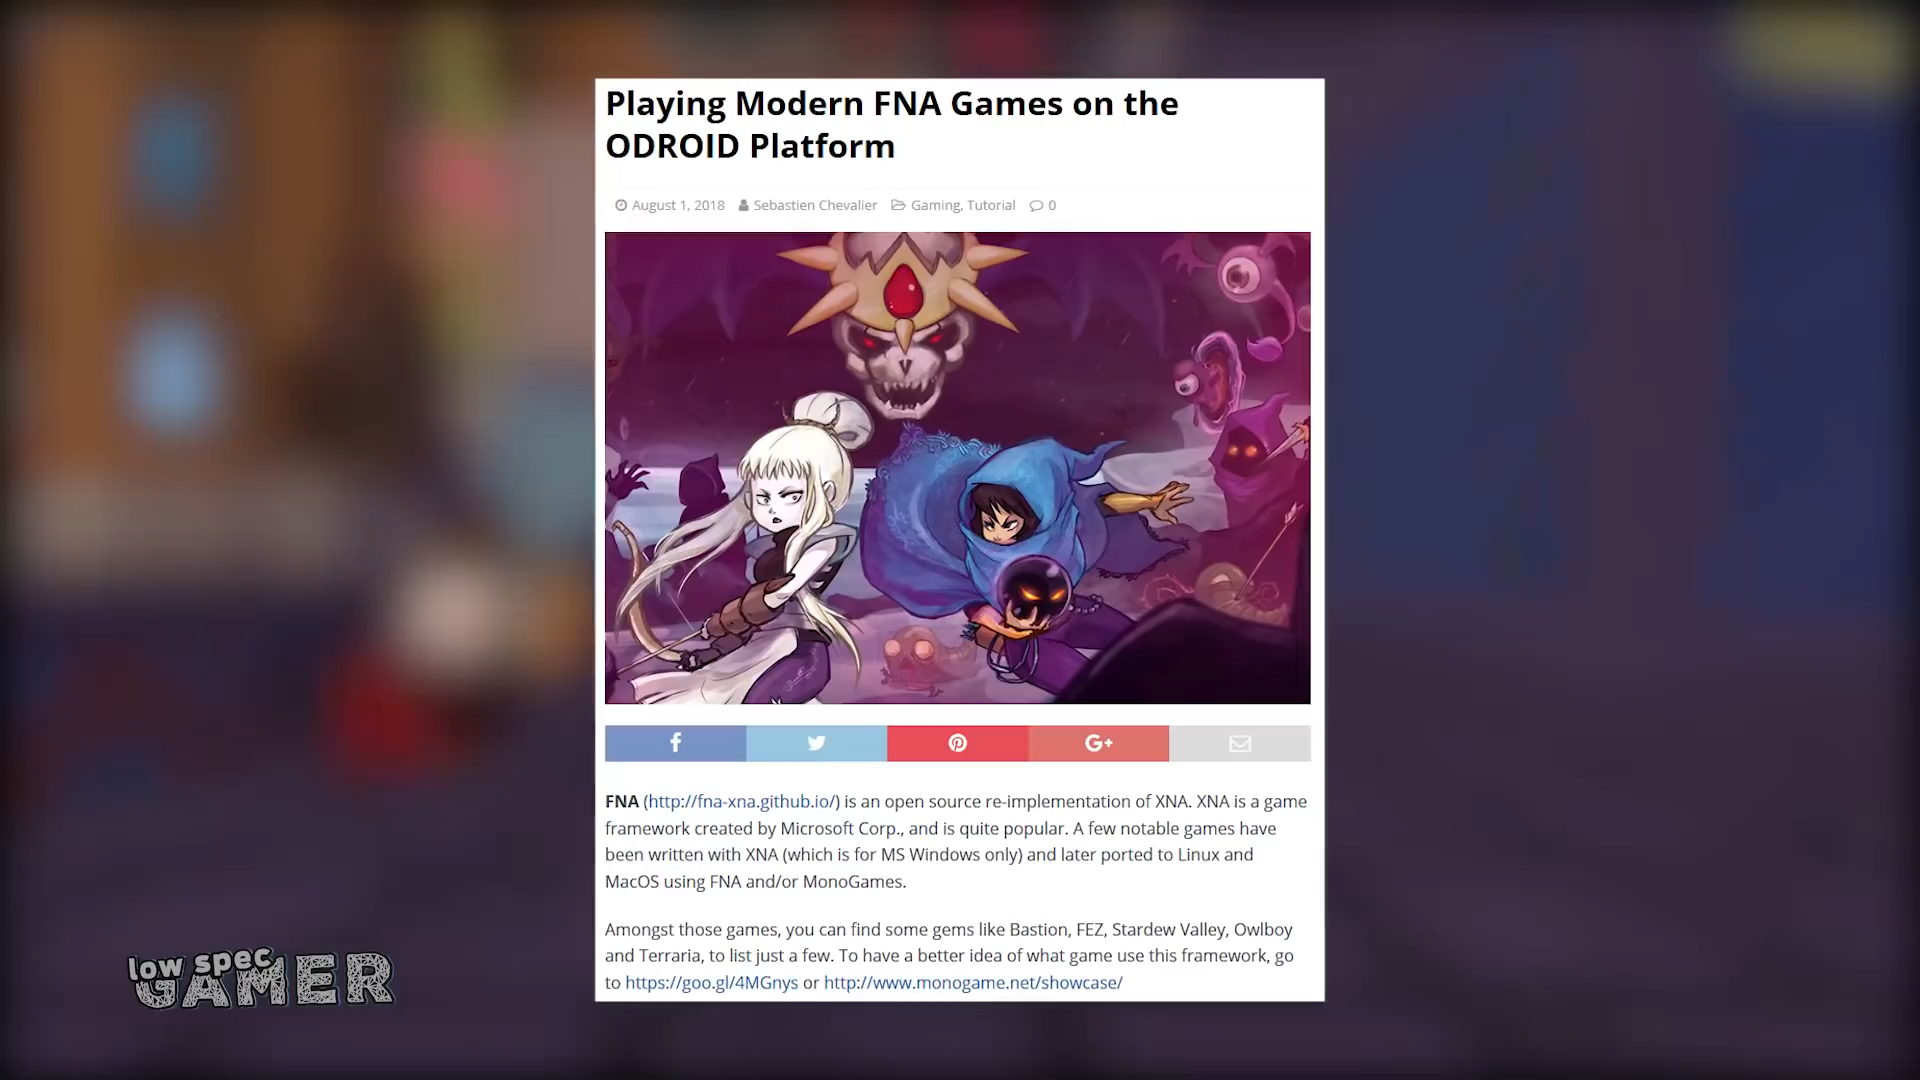 Playing Modern FNA Games on the
ODROID Platform
August 1, 2018 Sebastien Chevalier Gaming, Tutorial 0
f G+
FNA (http://fna-xna.github.io/) is an open source re-implementation of XNA. XNA is a game
framework created by Microsoft Corp., and is quite popular. A few notable games have
been written with XNA (which is for MS Windows only) and later ported to Linux and
MacOS using FNA and/or MonoGames.
Amongst those games, you can find some gems like Bastion, FEZ, Stardew Valley, Owlboy
and Terraria, to list just a few. To have a better idea of what game use this framework, go
to https://goo.gl/4MGnys or http://www.monogame.net/showcase/
low spec
GAMER